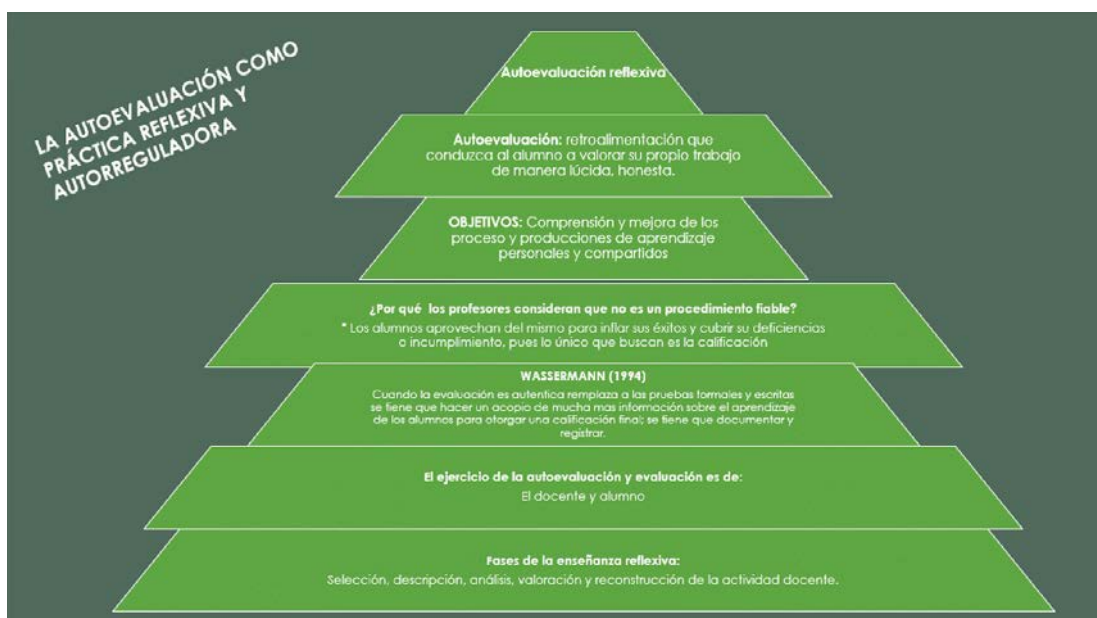 LA AUTOEVALUACIÓN COMO
PRÁCTICA REFLEXIVA Y
AUTORREGULADORA
Autoevaluación reflexiva
Autoevaluación: retroalimentación que
conduzca al alumno a valorar su propio trabajo
de manera lúcida, honesta.
OBJETIVOS: Comprensión y mejora de los
proceso y producciones de aprendizaje
personales y compartidos
¿Por qué los profesores consideran que no es un procedimiento fiable?
* Los alumnos aprovechan del mismo para inflar sus éxitos y cubrir su deficiencias
o incumplimiento, pues lo único que buscan es la calificación
WASSERMANN (1994)
Cuando la evaluación es autentica remplaza a las pruebas formales y escritas
se tiene que hacer un acopio de mucha mas información sobre el aprendizaje
de los alumnos para otorgar una calificación final; se tiene que documentar y
registrar.
El ejercicio de la autoevaluación y evaluación es de:
El docente y alumno
Fases de la enseñanza reflexiva:
Selección, descripción, análisis, valoración y reconstrucción de la actividad docente.